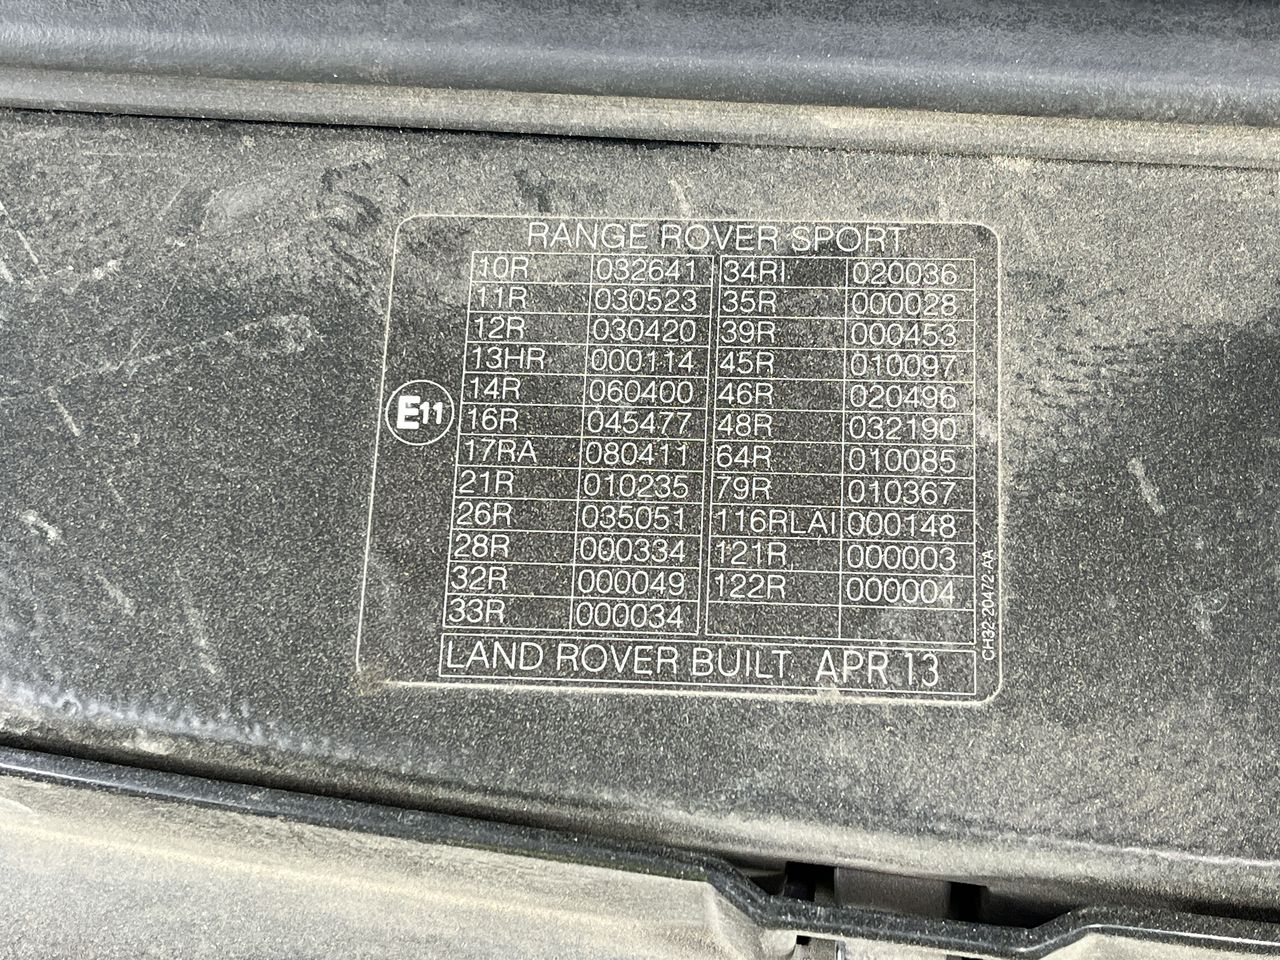 RANGE ROVER SPORT
10R 032641 34RI 020036
11R 030523 35R 000028
12R 030420 39R 000453
13HR 000114 45R 010097
14R 060400 46R 020496
16R 045477 48R 032190
17RA 080411 64R 010085
21R 010235 79R 010367
26R 035051 116RLAI 000148
28R 000334 121R 000003
32R 000049 122R 000004
33R 000034
E11
LAND ROVER BUILT APR 13
CH32-20472-AA